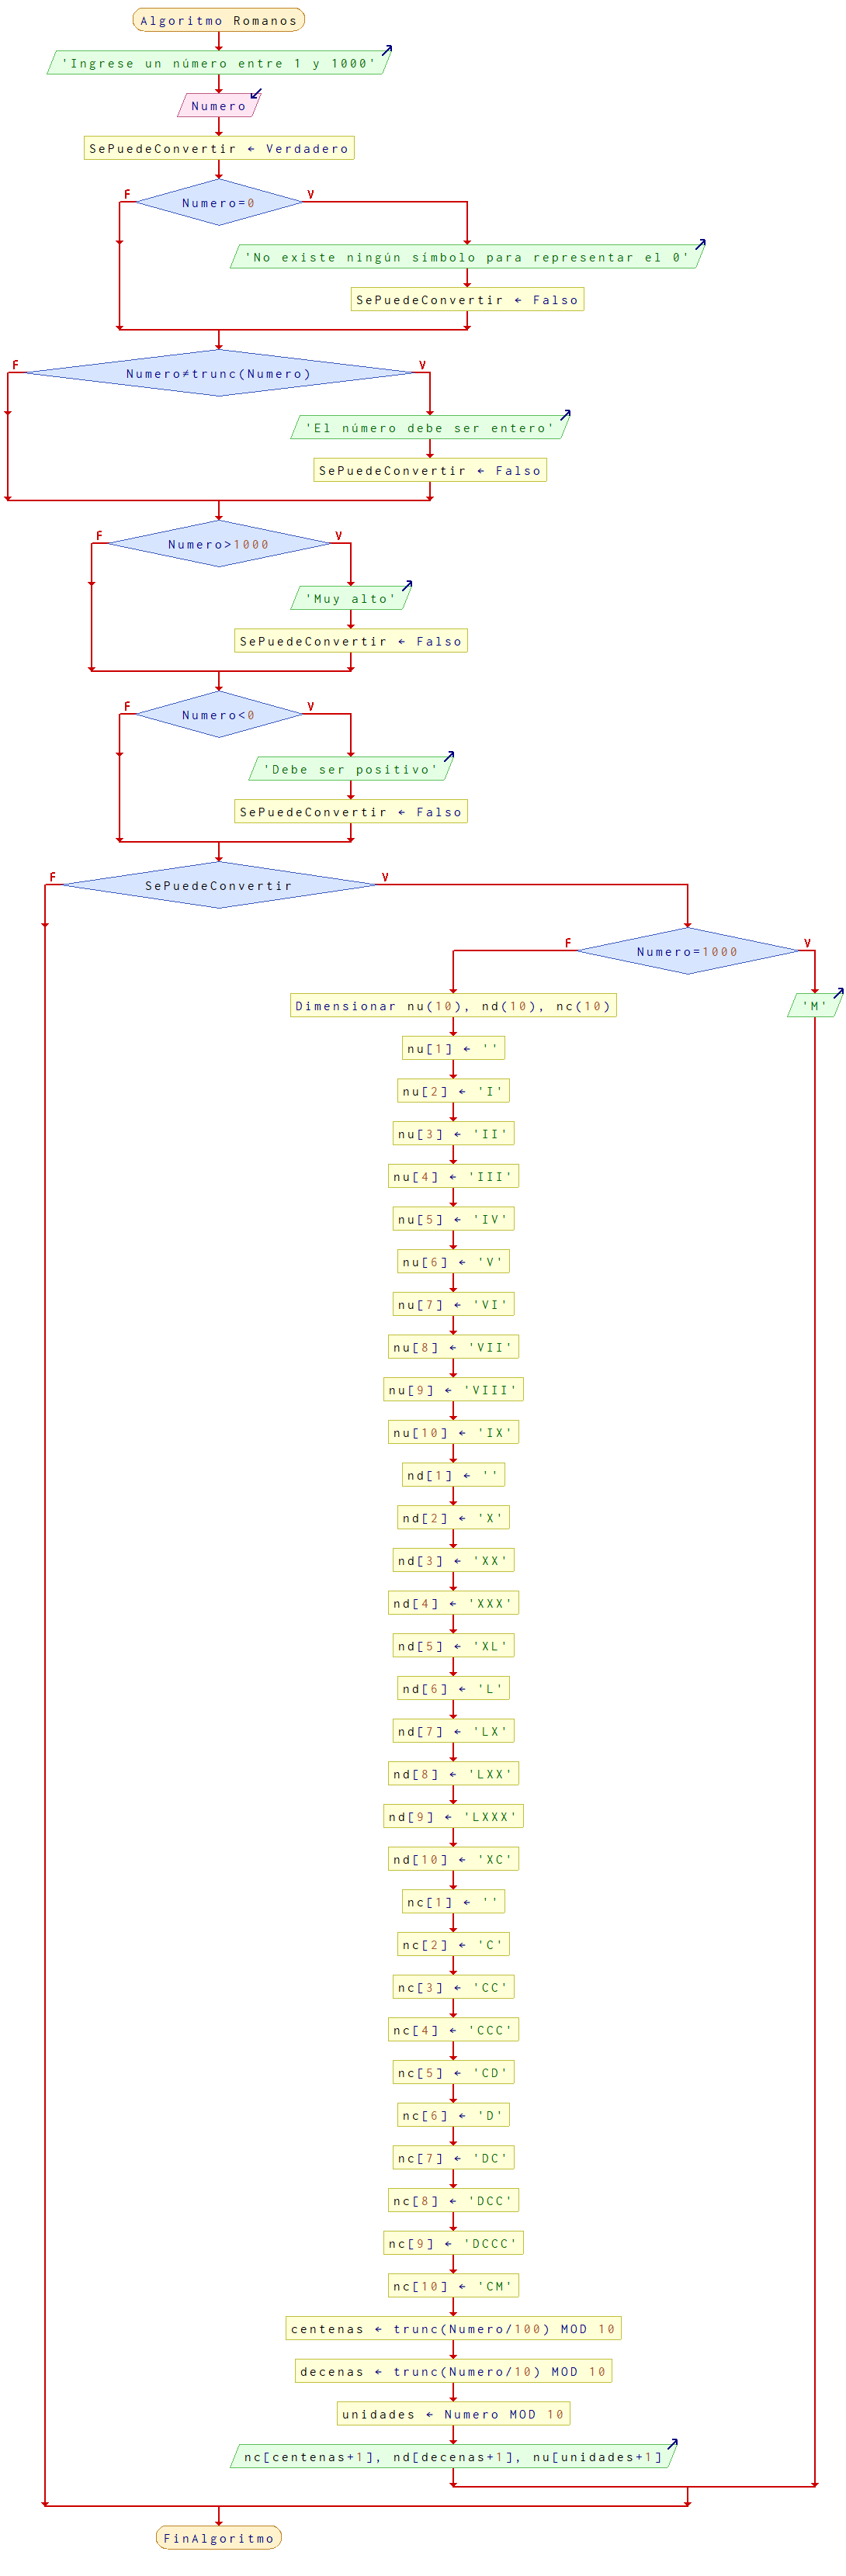 Algoritmo Romanos
'Ingrese un número entre 1 y 1000'
Numero
SePuedeConvertir ← Verdadero
F
V
Numero=0
'No existe ningún símbolo para representar el 0'
SePuedeConvertir ← Falso
F
V
Numero≠trunc(Numero)
'El número debe ser entero'
SePuedeConvertir ← Falso
F
V
Numero>1000
'Muy alto'
SePuedeConvertir ← Falso
F
V
Numero<0
'Debe ser positivo'
SePuedeConvertir ← Falso
F
V
SePuedeConvertir
F
V
Numero=1000
Dimensionar nu(10), nd(10), nc(10)
'M'
nu[1] ← ''
nu[2] ← 'I'
nu[3] ← 'II'
nu[4] ← 'III'
nu[5] ← 'IV'
nu[6] ← 'V'
nu[7] ← 'VI'
nu[8] ← 'VII'
nu[9] ← 'VIII'
nu[10] ← 'IX'
nd[1] ← ''
nd[2] ← 'X'
nd[3] ← 'XX'
nd[4] ← 'XXX'
nd[5] ← 'XL'
nd[6] ← 'L'
nd[7] ← 'LX'
nd[8] ← 'LXX'
nd[9] ← 'LXXX'
nd[10] ← 'XC'
nc[1] ← ''
nc[2] ← 'C'
nc[3] ← 'CC'
nc[4] ← 'CCC'
nc[5] ← 'CD'
nc[6] ← 'D'
nc[7] ← 'DC'
nc[8] ← 'DCC'
nc[9] ← 'DCCC'
nc[10] ← 'CM'
centenas ← trunc(Numero/100) MOD 10
decenas ← trunc(Numero/10) MOD 10
unidades ← Numero MOD 10
nc[centenas+1], nd[decenas+1], nu[unidades+1]
FinAlgoritmo